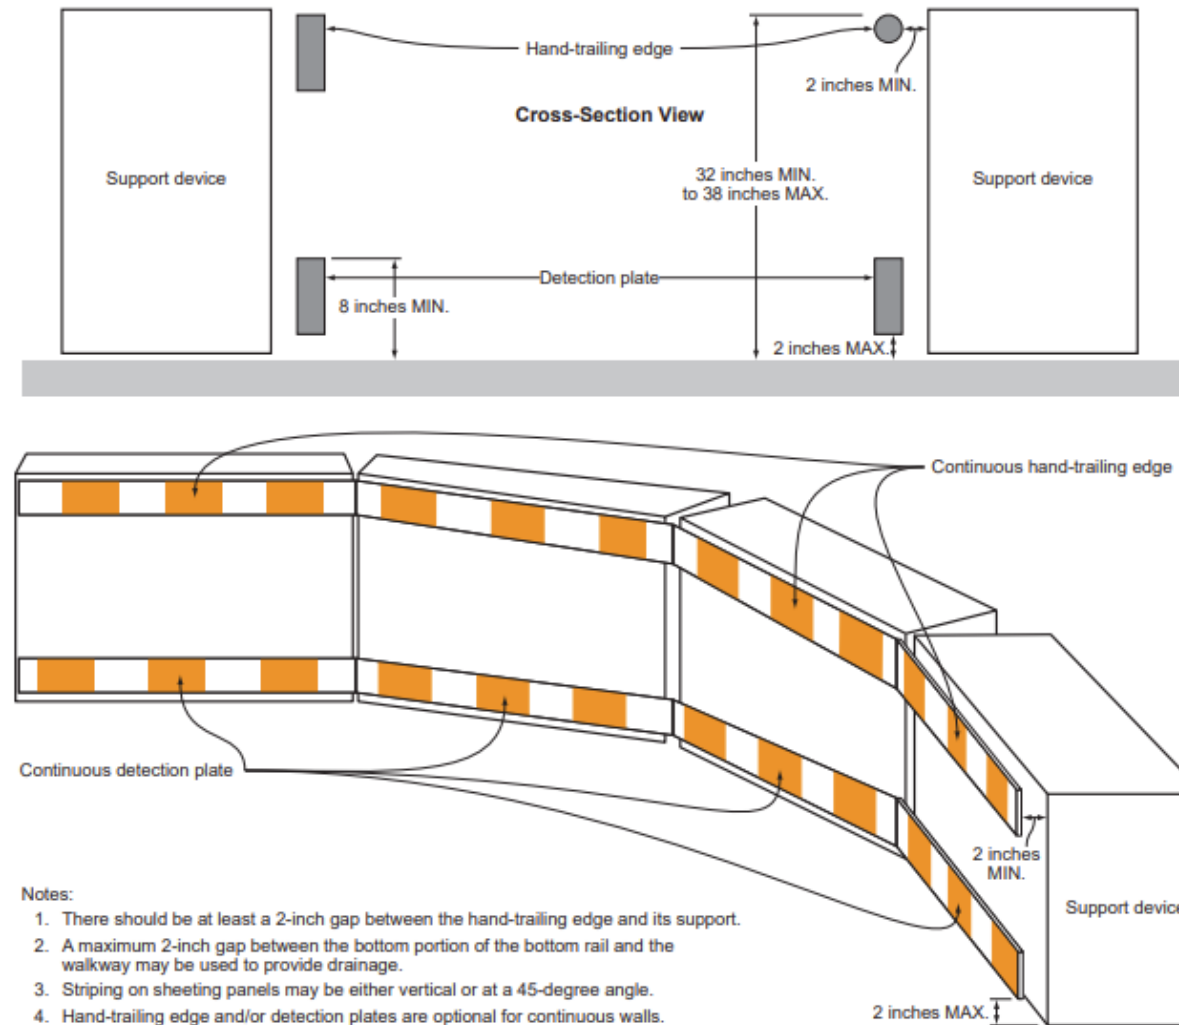 Hand-trailing edge
2 inches MIN.
Cross-Section View
Support device
32 inches MIN.
to 38 inches MAX.
Support device
Detection plate
8 inches MIN.
2 inches MAX.
Continuous hand-trailing edge
Continuous detection plate
2 inches
MIN.
Support device
Notes:
1. There should be at least a 2-inch gap between the hand-trailing edge and its support.
2. A maximum 2-inch gap between the bottom portion of the bottom rail and the
walkway may be used to provide drainage.
3. Striping on sheeting panels may be either vertical or at a 45-degree angle.
4. Hand-trailing edge and/or detection plates are optional for continuous walls.
2 inches MAX.